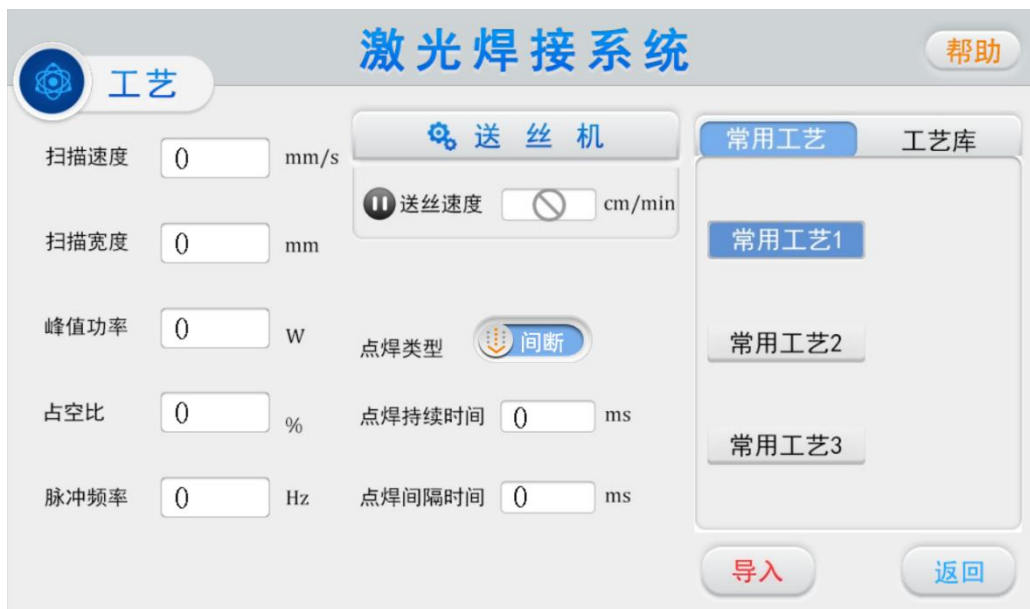 激光焊接系统
帮助
工艺
扫描速度 0 mm/s
扫描宽度 0 mm
峰值功率 0 W
占空比 0 %
脉冲频率 0 Hz
送丝机
送丝速度 cm/min
点焊类型 间断
点焊持续时间 0 ms
点焊间隔时间 0 ms
常用工艺 工艺库
常用工艺1
常用工艺2
常用工艺3
导入 返回